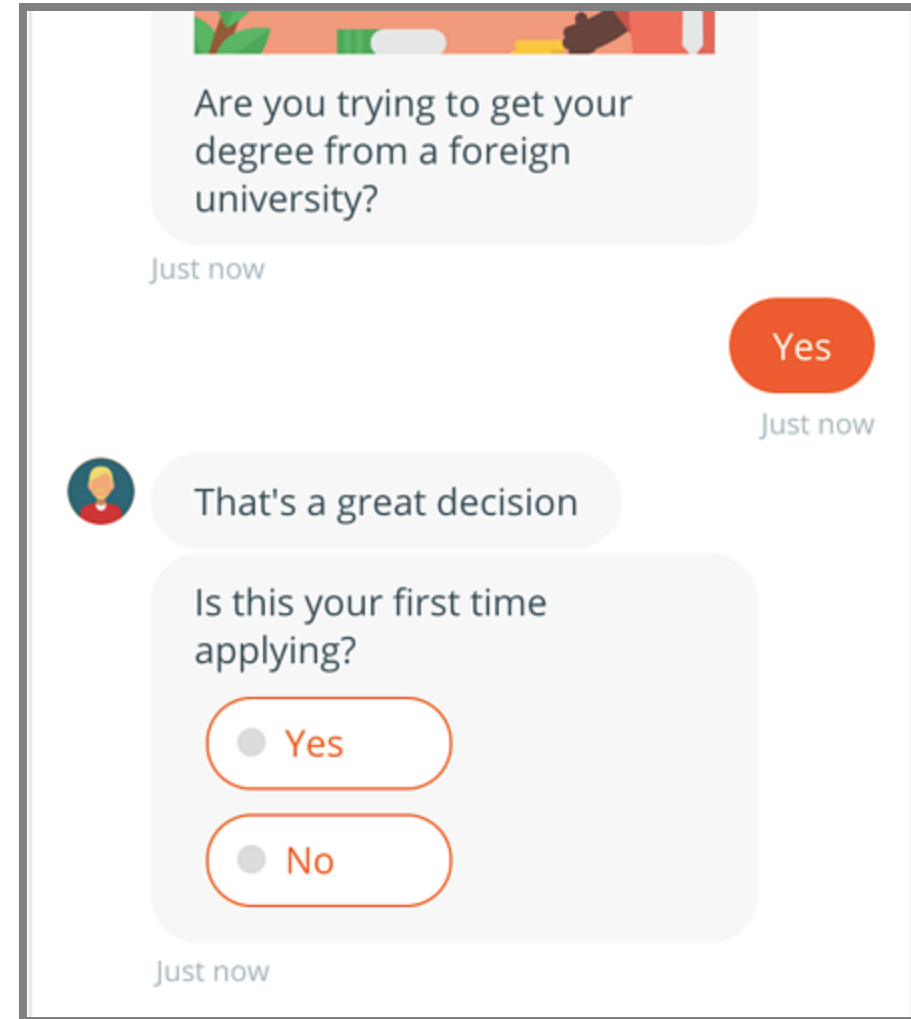 Are you trying to get your
degree from a foreign
university?
Just now
Yes
Just now
That's a great decision
Is this your first time
applying?
Yes
No
Just now